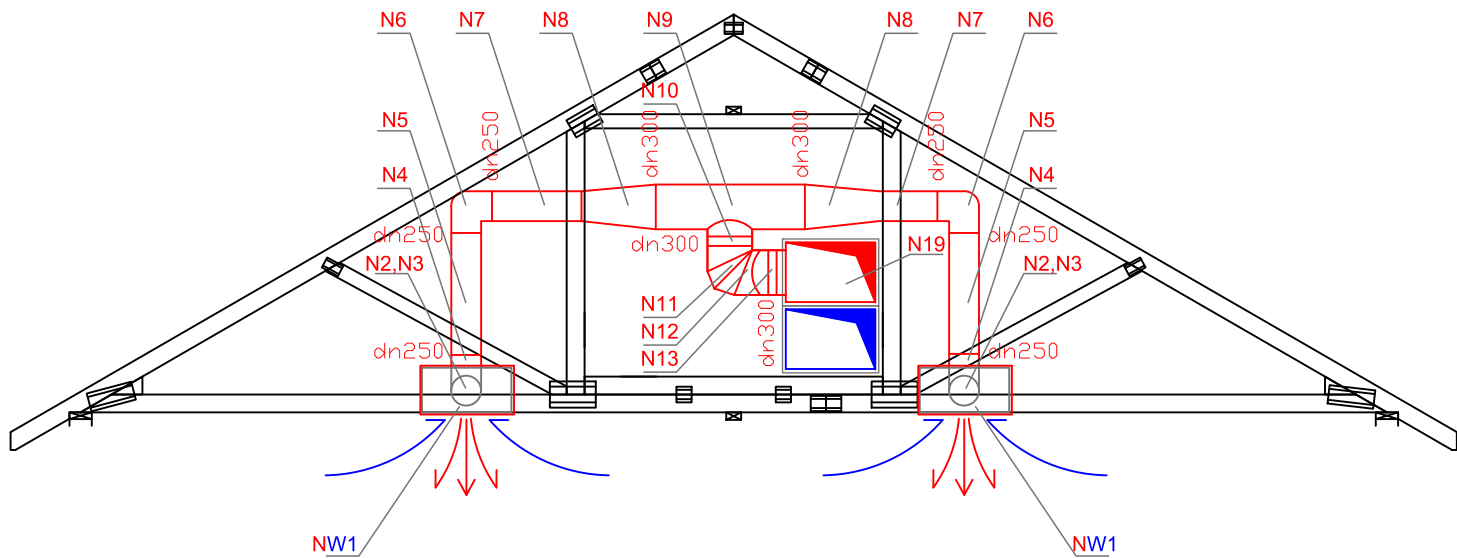 N6 N7 N8 N9 N8 N7 N6
N10
N5 dn250 dn300 dn300 dn250 N5
N4 N4
dn250 dn300 N19 dn250
N2,N3 N2,N3
N11
N12
dn300
dn250 N13 dn250
NW1 NW1